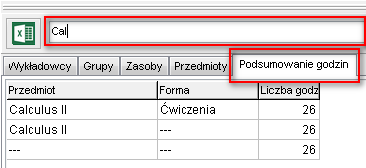 Cal
Wykładowcy Grupy Zasoby Przedmioty Podsumowanie godzin
Przedmiot Forma Liczba godz
Calculus II Ćwiczenia 26
Calculus II --- 26
--- --- 26